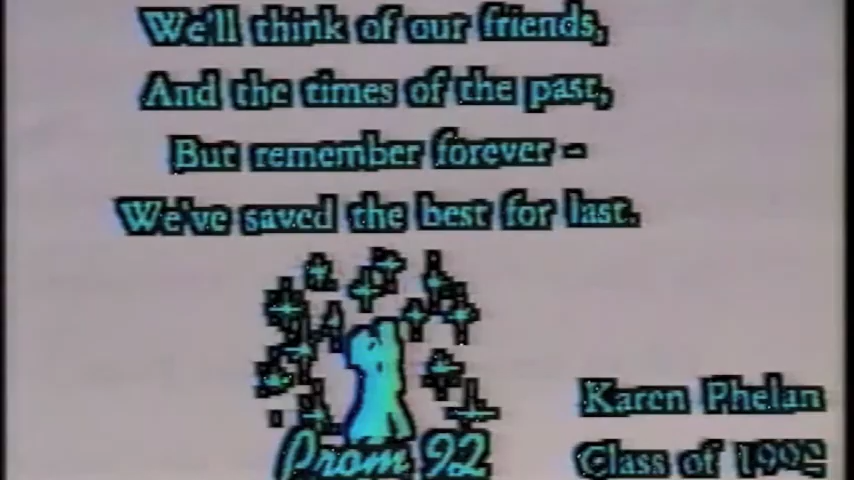 We'll think of our friends,
And the times of the past,
But remember forever -
We've saved the best for last.
Prom 92
Karen Phelan
Class of 1992